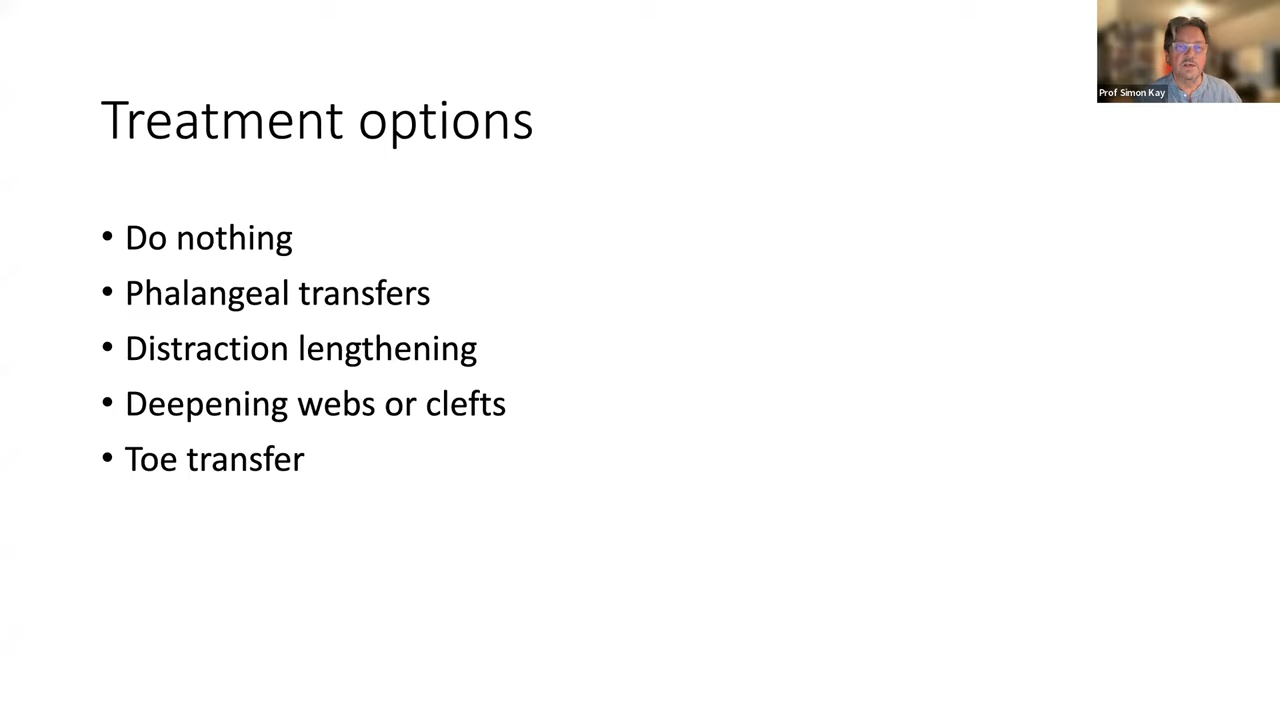 Prof Simon Kay
Treatment options
• Do nothing
• Phalangeal transfers
• Distraction lengthening
• Deepening webs or clefts
• Toe transfer